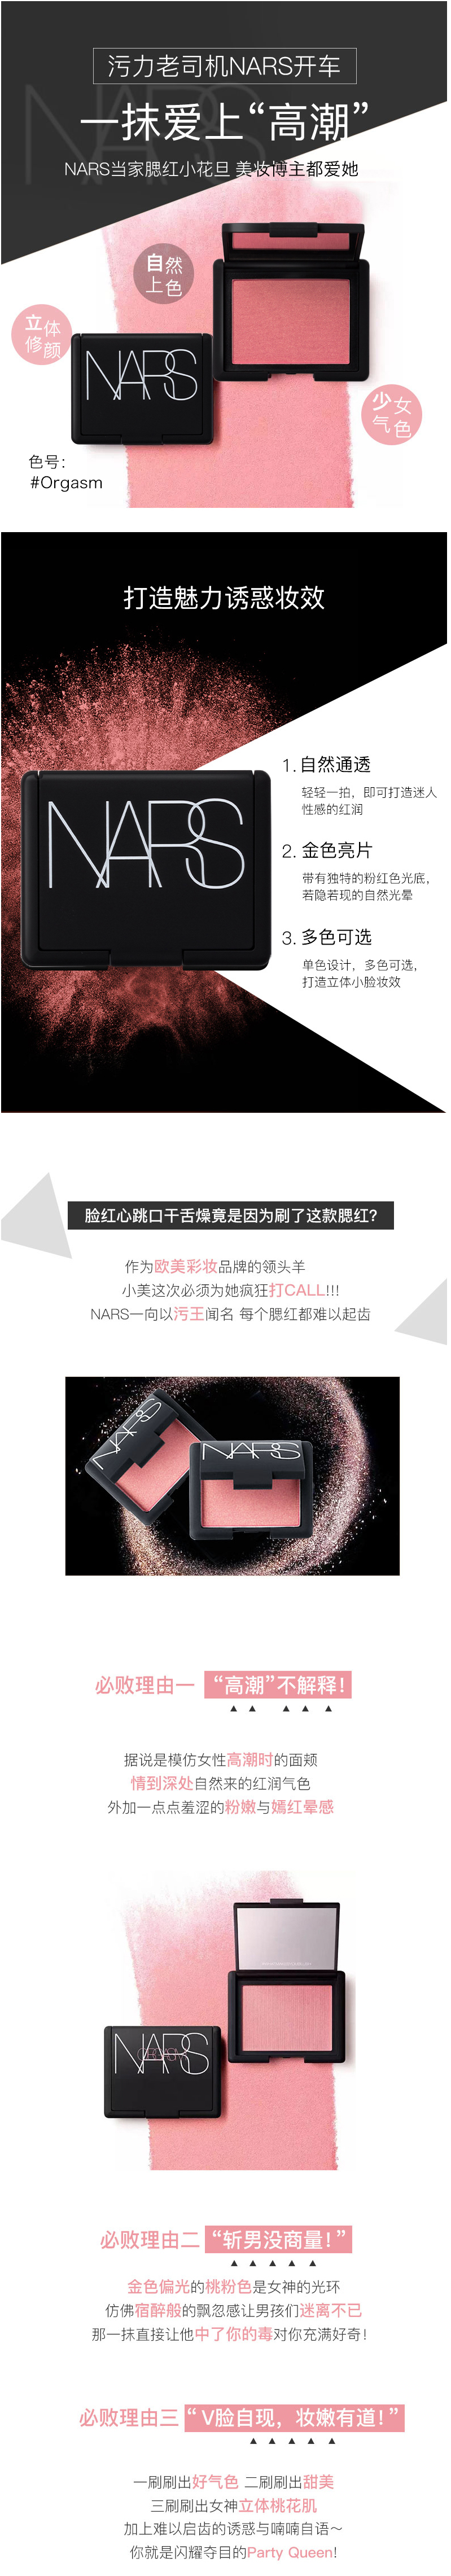 NARS
污力老司机NARS开车
一抹爱上“高潮”
NARS当家腮红小花旦 美妆博主都爱她
自然
上色
立体
修颜
NARS
少女
气色
色号：
#Orgasm
打造魅力诱惑妆效
NARS
1. 自然通透
轻轻一拍，即可打造迷人
性感的红润
2. 金色亮片
带有独特的粉红色光底，
若隐若现的自然光晕
3. 多色可选
单色设计，多色可选，
打造立体小脸妆效
脸红心跳口干舌燥竟是因为刷了这款腮红?
作为欧美彩妆品牌的领头羊
小美这次必须为她疯狂打CALL!!!
NARS一向以污王闻名 每个腮红都难以起齿
NARS
NARS
必败理由一 “高潮”不解释!
据说是模仿女性高潮时的面颊
情到深处自然来的红润气色
外加一点点羞涩的粉嫩与嫣红晕感
NARS
ORGASM
必败理由二 “斩男没商量!”
金色偏光的桃粉色是女神的光环
仿佛宿醉般的飘忽感让男孩们迷离不已
那一抹直接让他中了你的毒对你充满好奇!
必败理由三 “V脸自现，妆嫩有道!”
一刷刷出好气色 二刷刷出甜美
三刷刷出女神立体桃花肌
加上难以启齿的诱惑与喃喃自语~
你就是闪耀夺目的Party Queen!